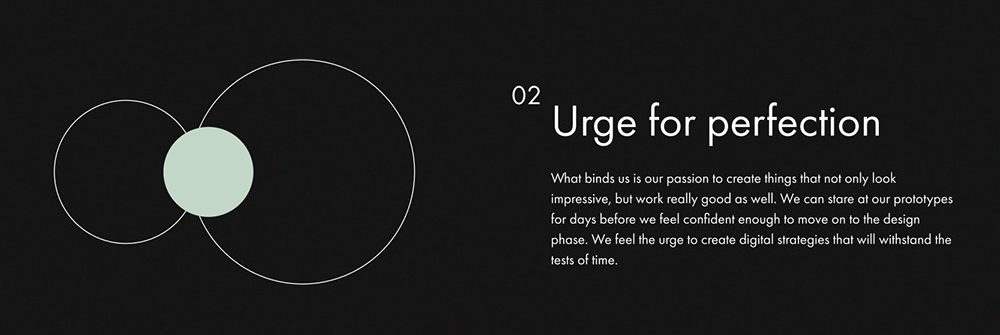 02
Urge for perfection
What binds us is our passion to create things that not only look
impressive, but work really good as well. We can stare at our prototypes
for days before we feel confident enough to move on to the design
phase. We feel the urge to create digital strategies that will withstand the
tests of time.